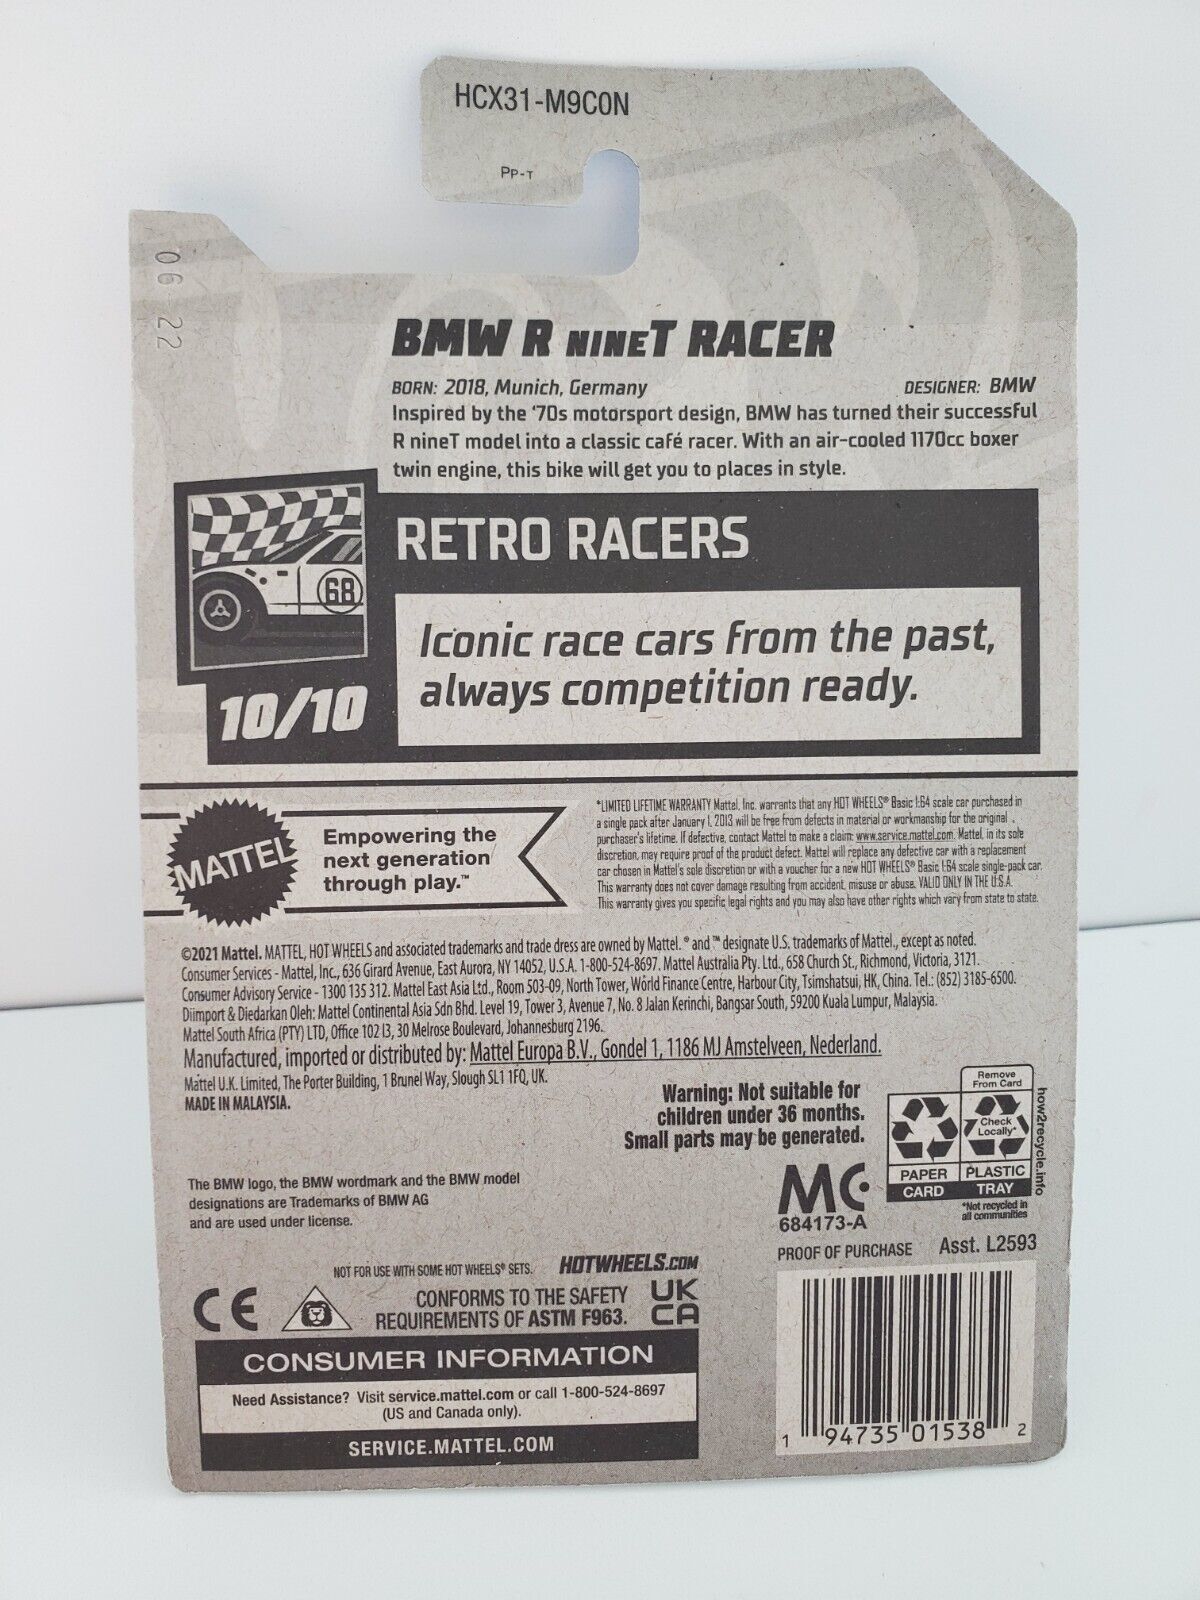 HCX31-M9C0N
PP-T
06 22
BMW R NINET RACER
BORN: 2018, Munich, Germany DESIGNER: BMW
Inspired by the '70s motorsport design, BMW has turned their successful
R nineT model into a classic café racer. With an air-cooled 1170cc boxer
twin engine, this bike will get you to places in style.
68
RETRO RACERS
Iconic race cars from the past,
always competition ready.
10/10
MATTEL
Empowering the
next generation
through play.™
*LIMITED LIFETIME WARRANTY Mattel, Inc. warrants that any HOT WHEELS® Basic 1:64 scale car purchased in
a single pack after January 1, 2013 will be free from defects in material or workmanship for the original
purchaser's lifetime. If defective, contact Mattel to make a claim: www.service.mattel.com. Mattel, in its sole
discretion, may require proof of the product defect. Mattel will replace any defective car with a replacement
car chosen in Mattel's sole discretion or with a voucher for a new HOT WHEELS® Basic 1:64 scale single-pack car.
This warranty does not cover damage resulting from accident, misuse or abuse. VALID ONLY IN THE U.S.A.
This warranty gives you specific legal rights and you may also have other rights which vary from state to state.
©2021 Mattel. MATTEL, HOT WHEELS and associated trademarks and trade dress are owned by Mattel. ® and ™ designate U.S. trademarks of Mattel., except as noted.
Consumer Services - Mattel, Inc., 636 Girard Avenue, East Aurora, NY 14052, U.S.A. 1-800-524-8697. Mattel Australia Pty. Ltd., 658 Church St., Richmond, Victoria, 3121.
Consumer Advisory Service - 1300 135 312. Mattel East Asia Ltd., Room 503-09, North Tower, World Finance Centre, Harbour City, Tsimshatsui, HK, China. Tel.: (852) 3185-6500.
Diimport & Diedarkan Oleh: Mattel Continental Asia Sdn Bhd. Level 19, Tower 3, Avenue 7, No. 8 Jalan Kerinchi, Bangsar South, 59200 Kuala Lumpur, Malaysia.
Mattel South Africa (PTY) LTD, Office 102 I3, 30 Melrose Boulevard, Johannesburg 2196.
Manufactured, imported or distributed by: Mattel Europa B.V., Gondel 1, 1186 MJ Amstelveen, Nederland.
Mattel U.K. Limited, The Porter Building, 1 Brunel Way, Slough SL1 1FQ, UK.
MADE IN MALAYSIA.
Warning: Not suitable for
children under 36 months.
Small parts may be generated.
Remove
From Card
Check
Locally*
PAPER
CARD
PLASTIC
TRAY
how2recycle.info
*Not recycled in
all communities
The BMW logo, the BMW wordmark and the BMW model
designations are Trademarks of BMW AG
and are used under license.
MC
684173-A
PROOF OF PURCHASE Asst. L2593
NOT FOR USE WITH SOME HOT WHEELS® SETS. HOTWHEELS.COM
CE
CONFORMS TO THE SAFETY
REQUIREMENTS OF ASTM F963.
UK
CA
CONSUMER INFORMATION
Need Assistance? Visit service.mattel.com or call 1-800-524-8697
(US and Canada only).
SERVICE.MATTEL.COM
1 94735 01538 2